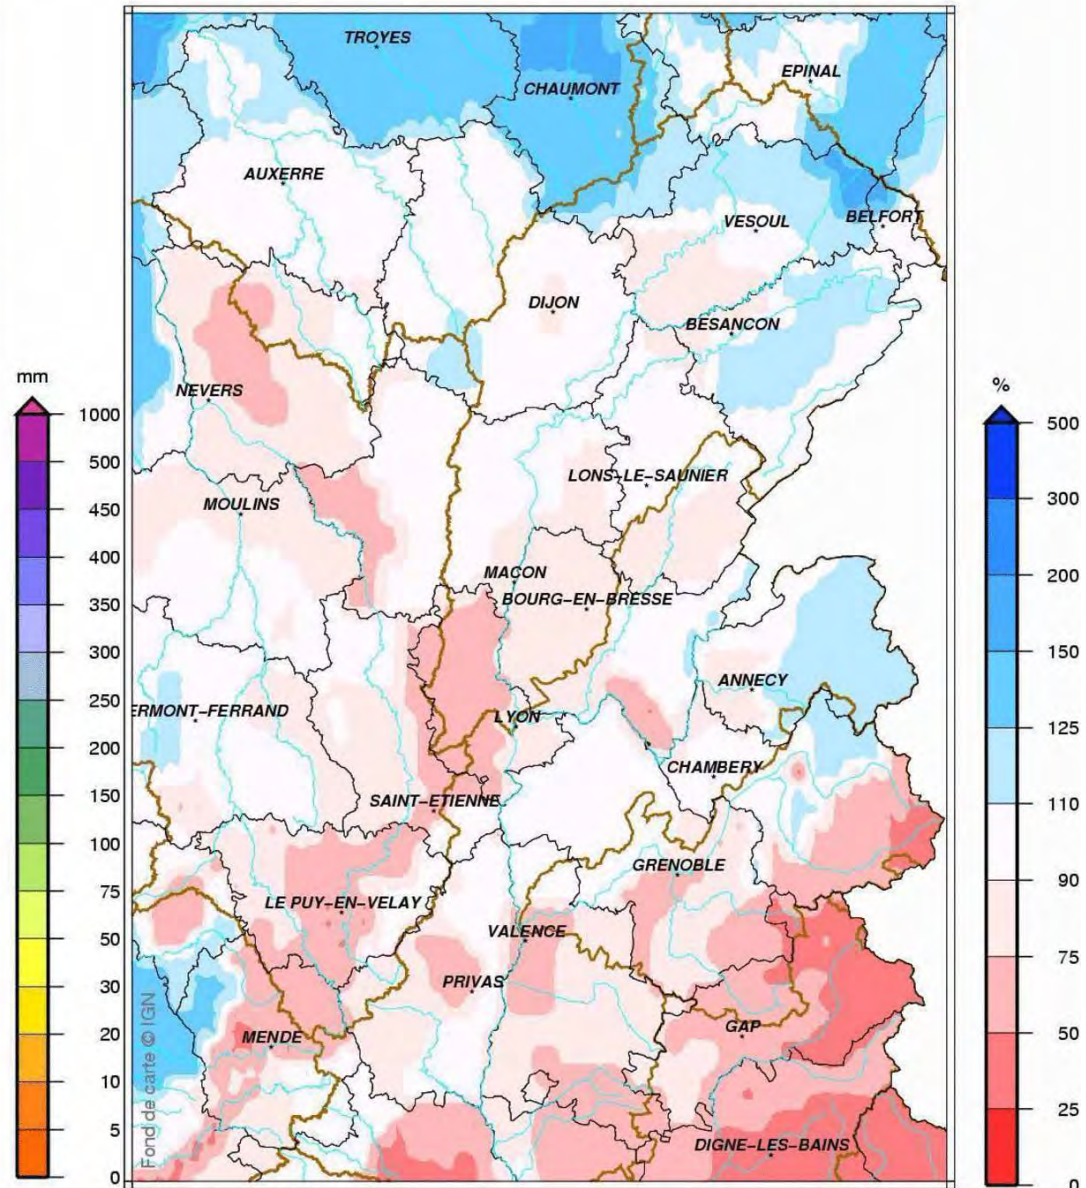 TROYES
CHAUMONT
EPINAL
AUXERRE
VESOUL
BELFORT
DIJON
BESANCON
NEVERS
LONS-LE-SAUNIER
MOULINS
MACON
BOURG-EN-BRESSE
ANNECY
ERMONT-FERRAND
LYON
CHAMBERY
SAINT-ETIENNE
GRENOBLE
LE PUY-EN-VELAY
VALENCE
PRIVAS
GAP
MENDE
DIGNE-LES-BAINS
Fond de carte © IGN
mm
1000
500
450
400
350
300
250
200
150
100
75
50
30
20
10
5
0
%
500
300
200
150
125
110
90
75
50
25
0